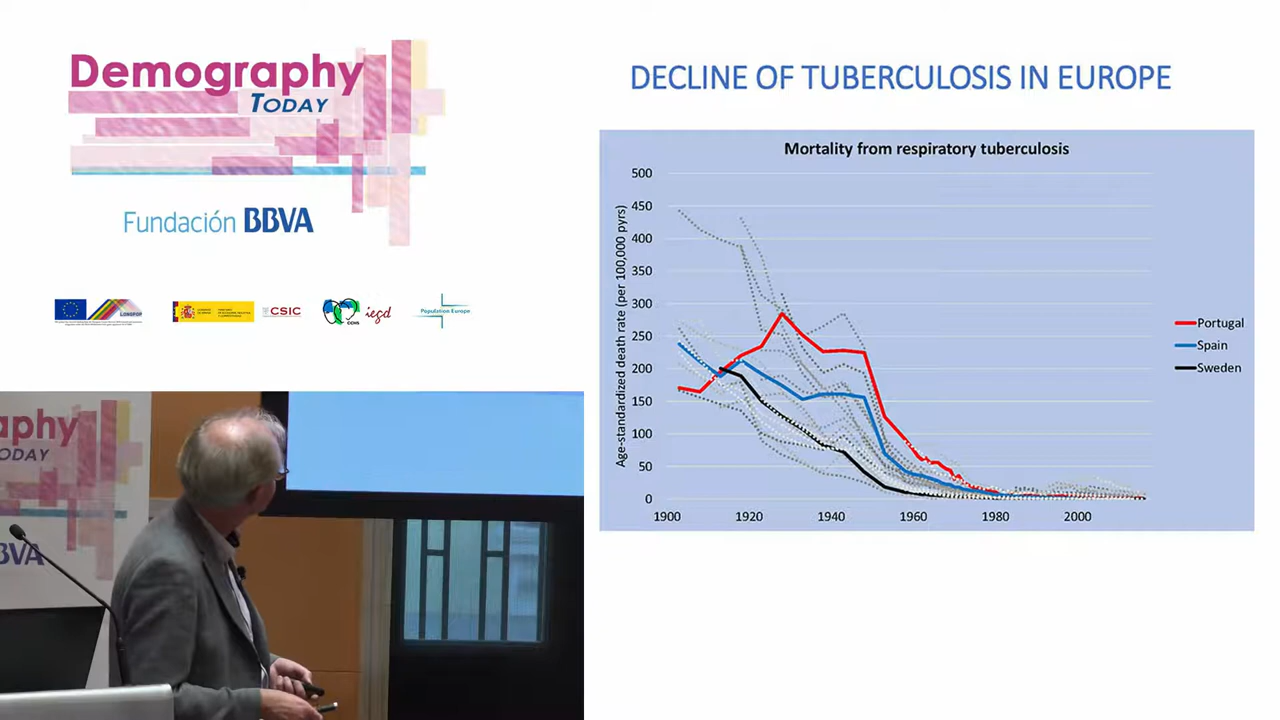 Demography
TODAY
Fundación BBVA
LONGPOP
CSIC
CCHS
iegd
Population Europe
aphy
TODAY
BVA
DECLINE OF TUBERCULOSIS IN EUROPE
Mortality from respiratory tuberculosis
Age-standardized death rate (per 100,000 pyrs)
500
450
400
350
300
250
200
150
100
50
0
1900 1920 1940 1960 1980 2000
Portugal
Spain
Sweden